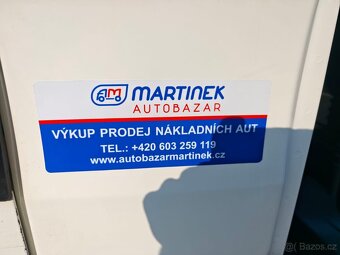 AM MARTINEK
AUTOBAZAR
VÝKUP PRODEJ NÁKLADNÍCH AUT
TEL.: +420 603 259 119
www.autobazarmartinek.cz
Bazoš.cz